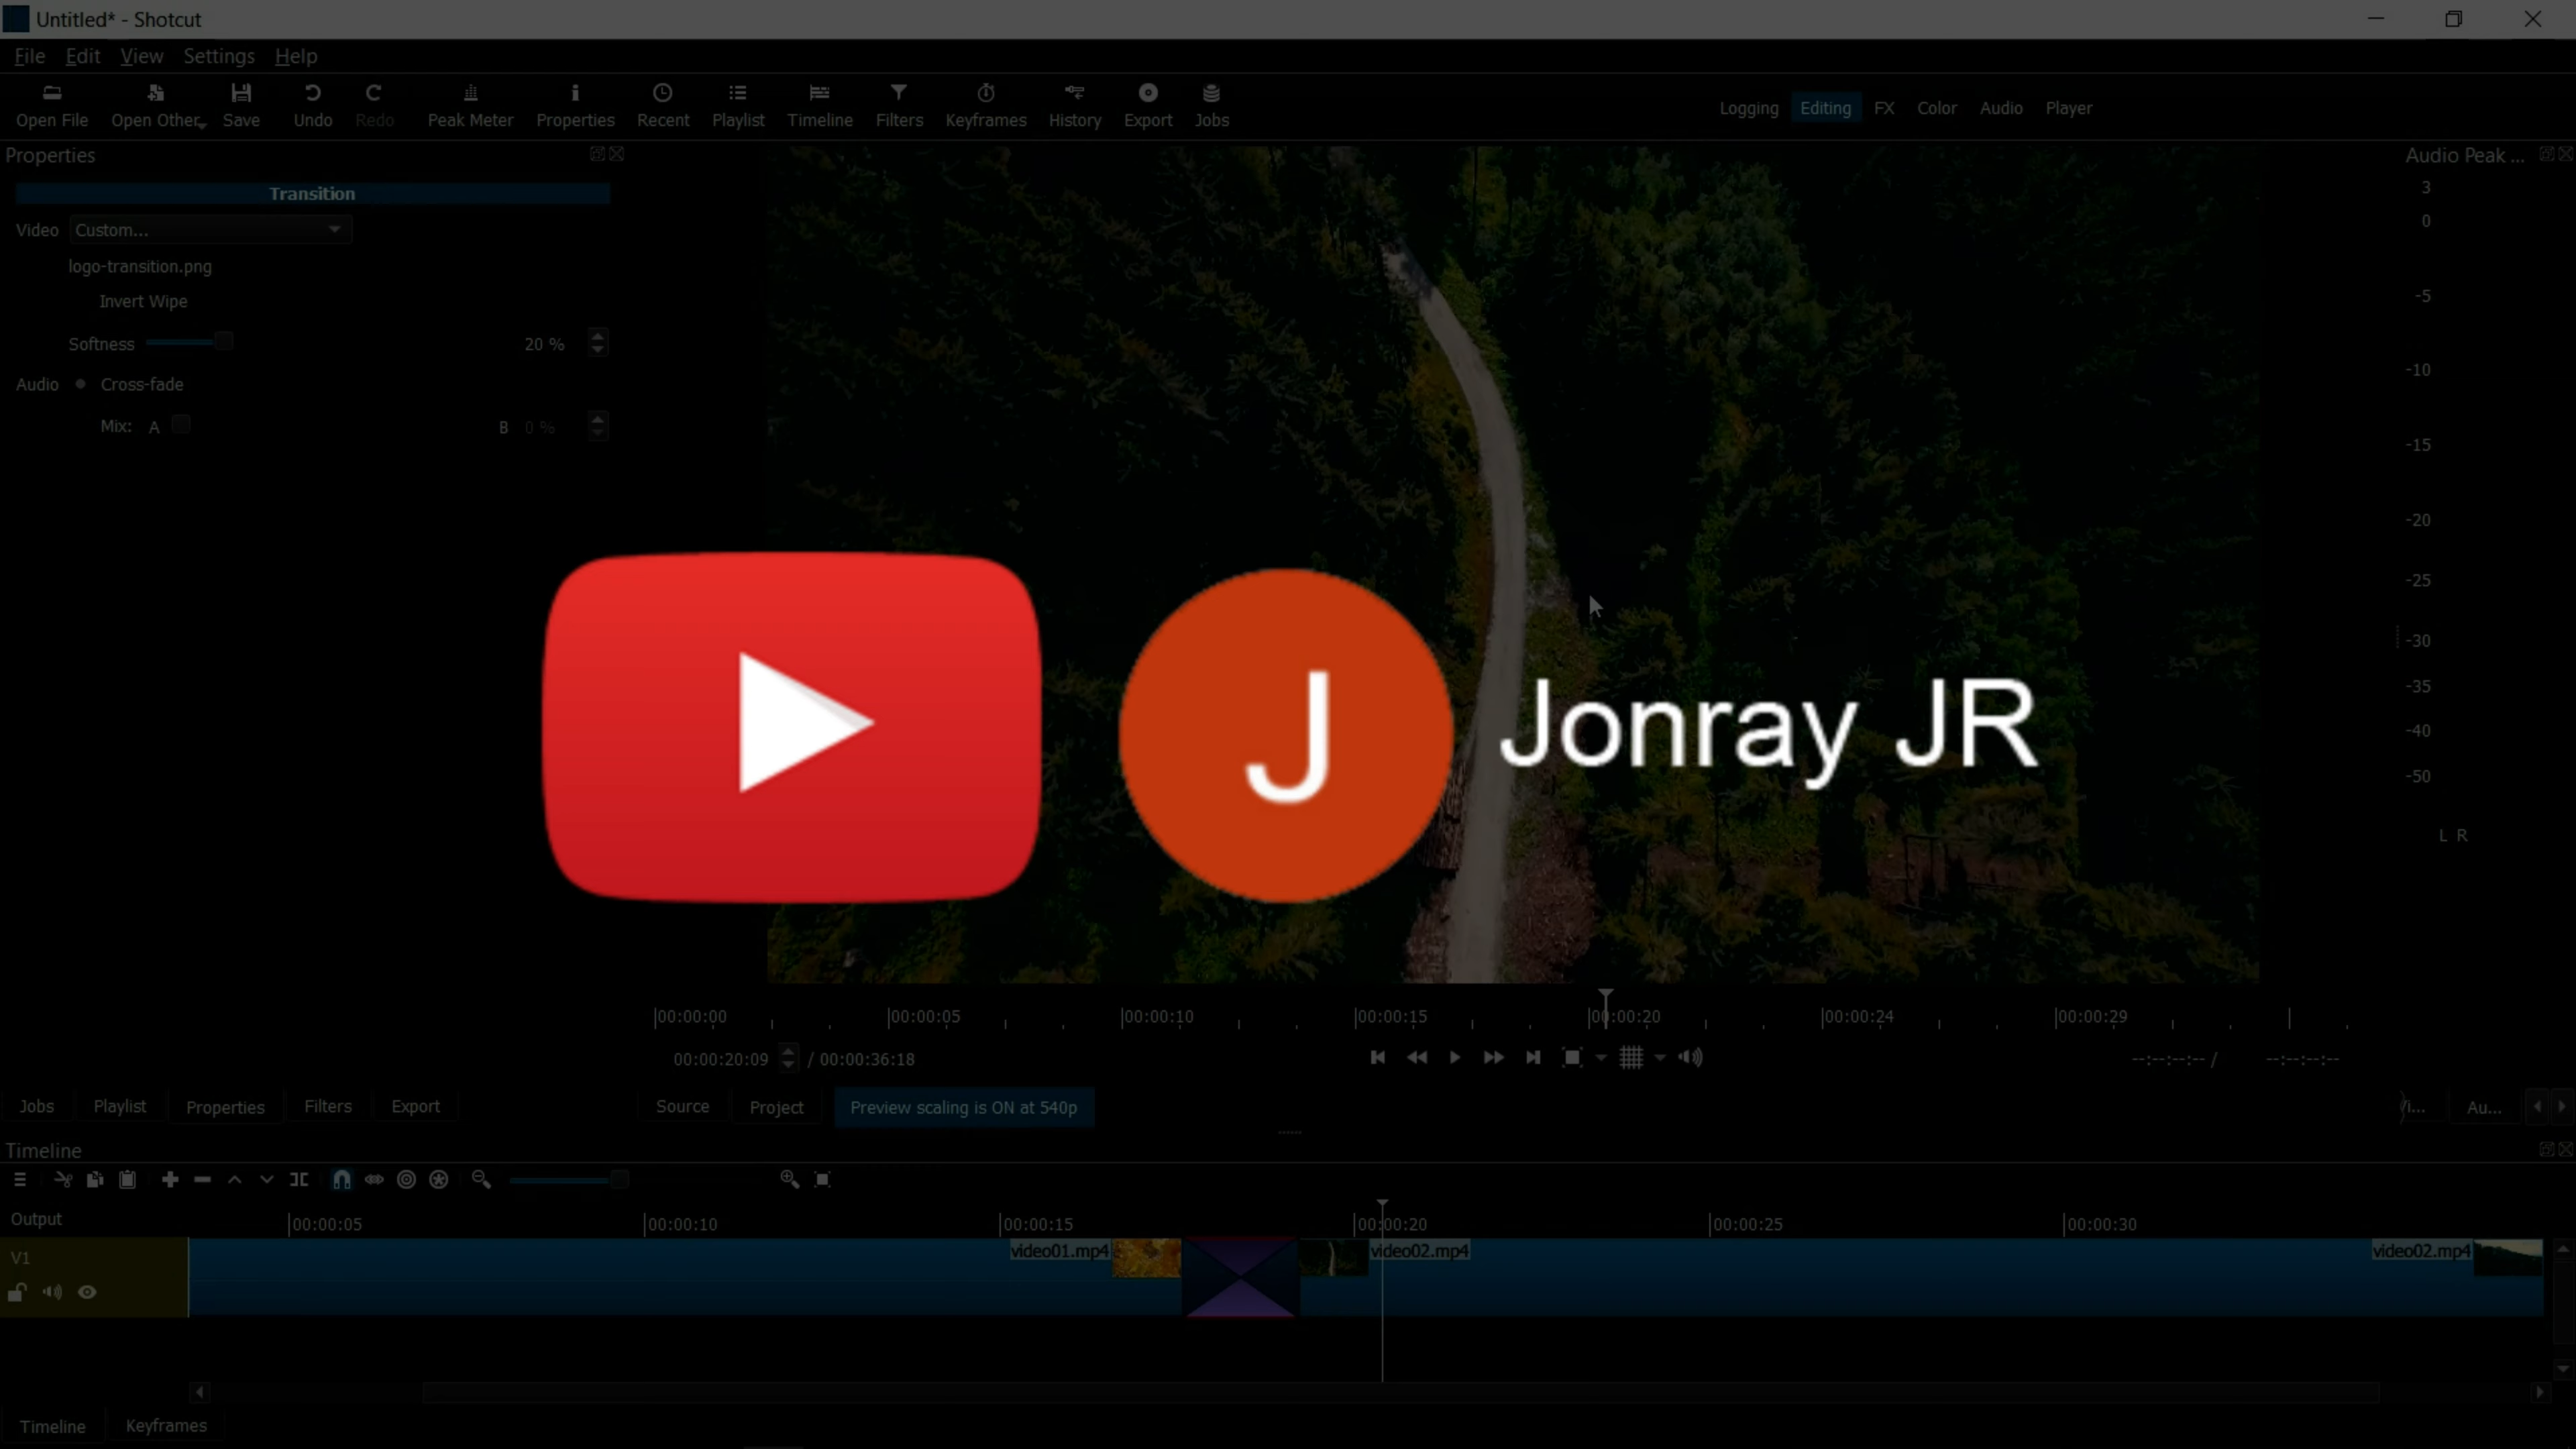 Untitled* - Shotcut
File Edit View Settings Help
Open File Open Other Save Undo Redo Peak Meter Properties Recent Playlist Timeline Filters Keyframes History Export Jobs
Logging Editing FX Color Audio Player
Properties
Transition
Video Custom...
logo-transition.png
Invert Wipe
Softness 20 %
Audio Cross-fade
Mix: A B 0 %
Audio Peak ...
3
0
-5
-10
-15
-20
-25
-30
-35
-40
-50
L R
J Jonray JR
00:00:00 00:00:05 00:00:10 00:00:15 00:00:20 00:00:24 00:00:29
00:00:20:09 / 00:00:36:18 --:--:--:-- / --:--:--:--
Jobs Playlist Properties Filters Export
Source Project Preview scaling is ON at 540p
Au...
Timeline
Output 00:00:05 00:00:10 00:00:15 00:00:20 00:00:25 00:00:30
V1 video01.mp4 video02.mp4 video02.mp4
Timeline Keyframes